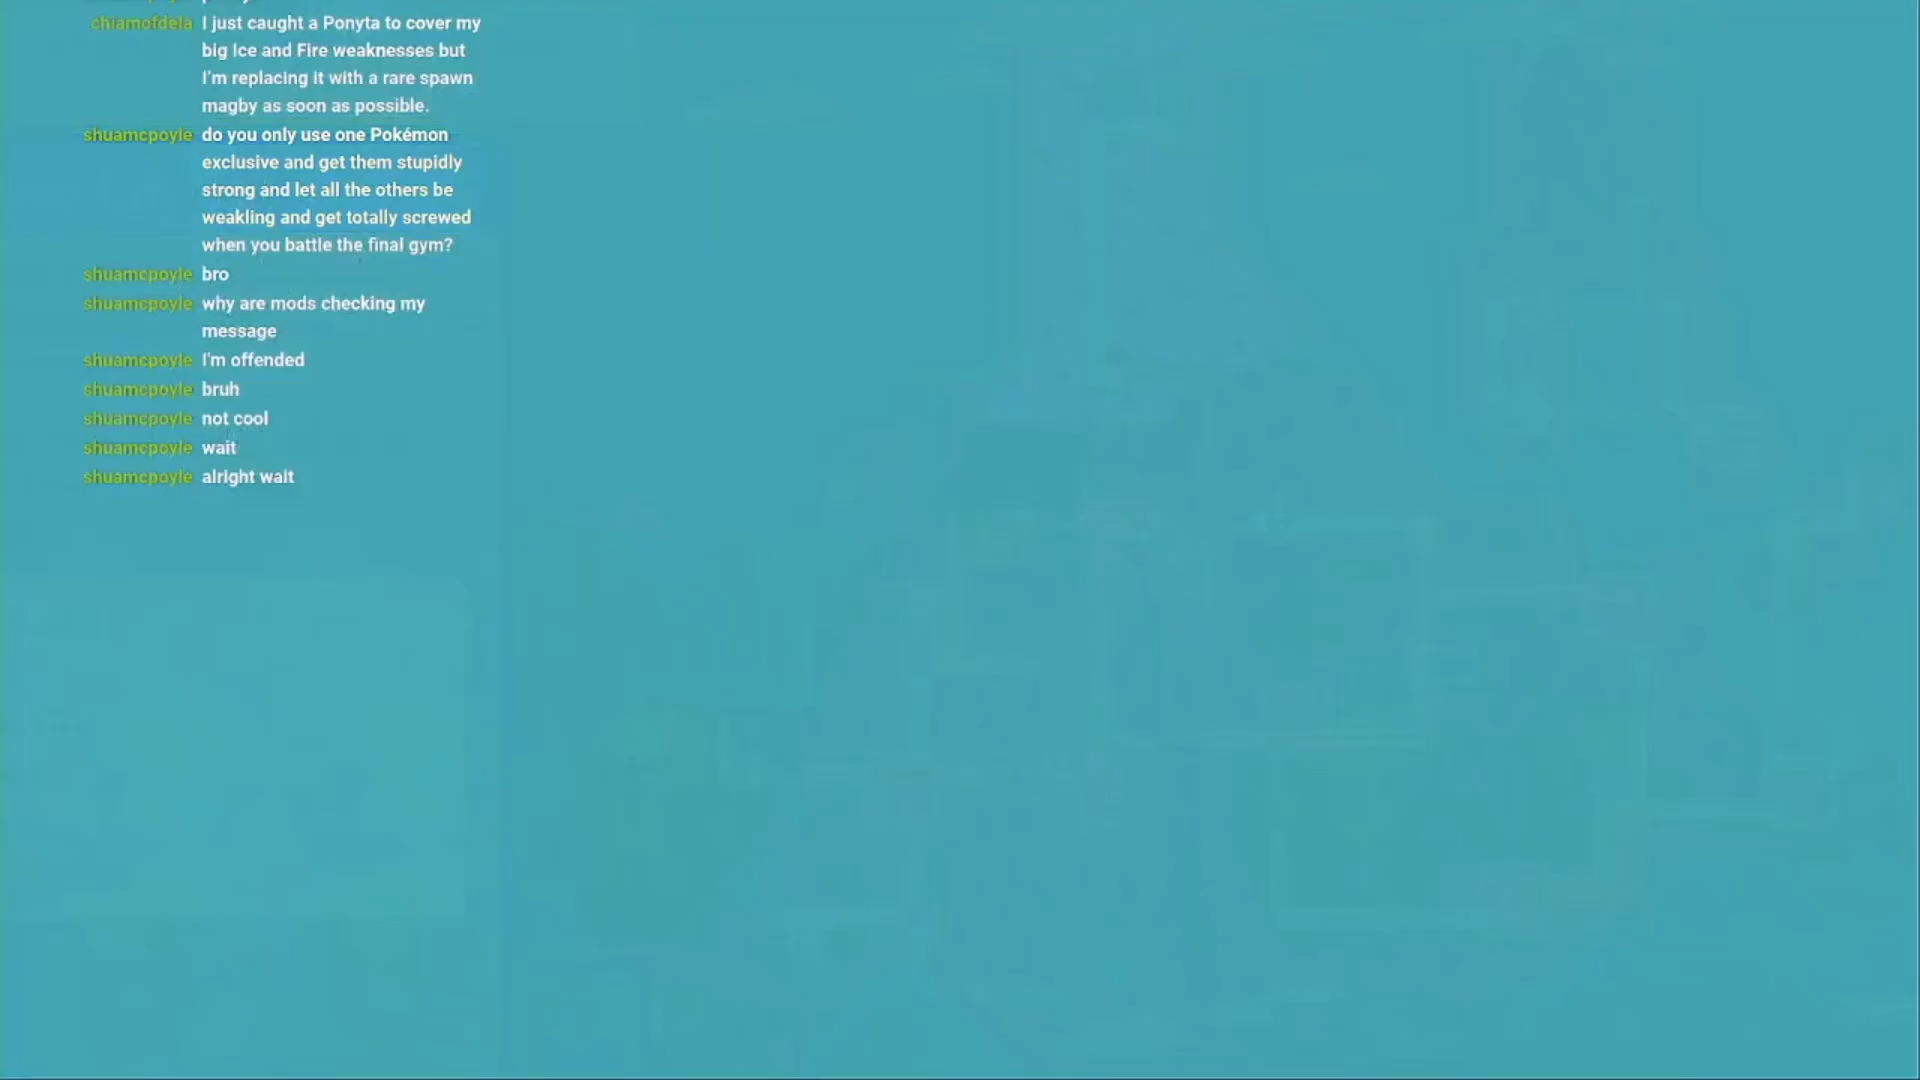 chiamofdela I just caught a Ponyta to cover my
big Ice and Fire weaknesses but
I'm replacing it with a rare spawn
magby as soon as possible.
shuamcpoyle do you only use one Pokémon
exclusive and get them stupidly
strong and let all the others be
weakling and get totally screwed
when you battle the final gym?
shuamcpoyle bro
shuamcpoyle why are mods checking my
message
shuamcpoyle I'm offended
shuamcpoyle bruh
shuamcpoyle not cool
shuamcpoyle wait
shuamcpoyle alright wait